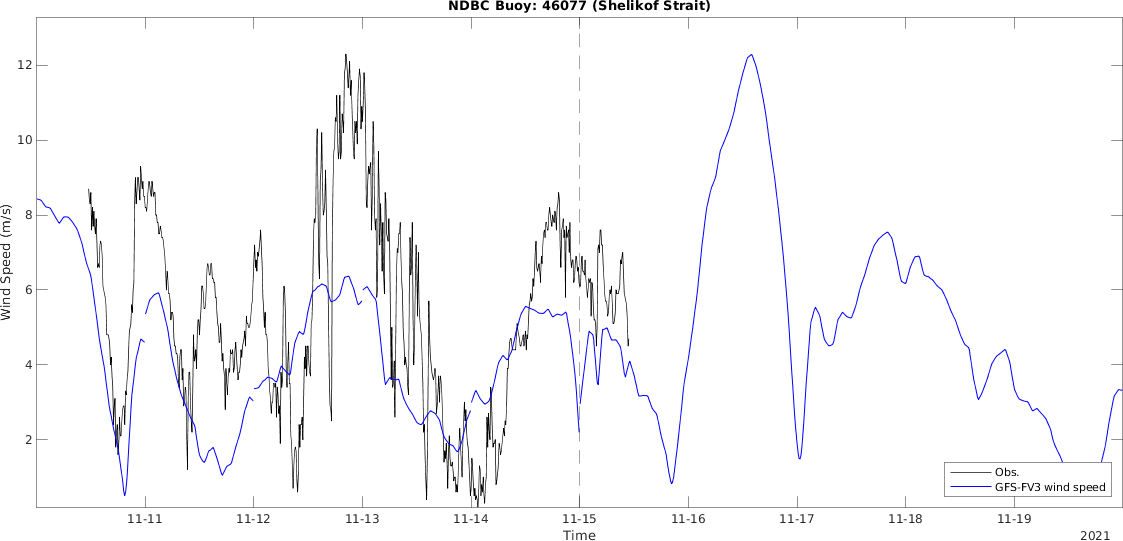 NDBC Buoy: 46077 (Shelikof Strait)
Wind Speed (m/s)
12
10
8
6
4
2
Obs.
GFS-FV3 wind speed
11-11 11-12 11-13 11-14 11-15 11-16 11-17 11-18 11-19
Time
2021